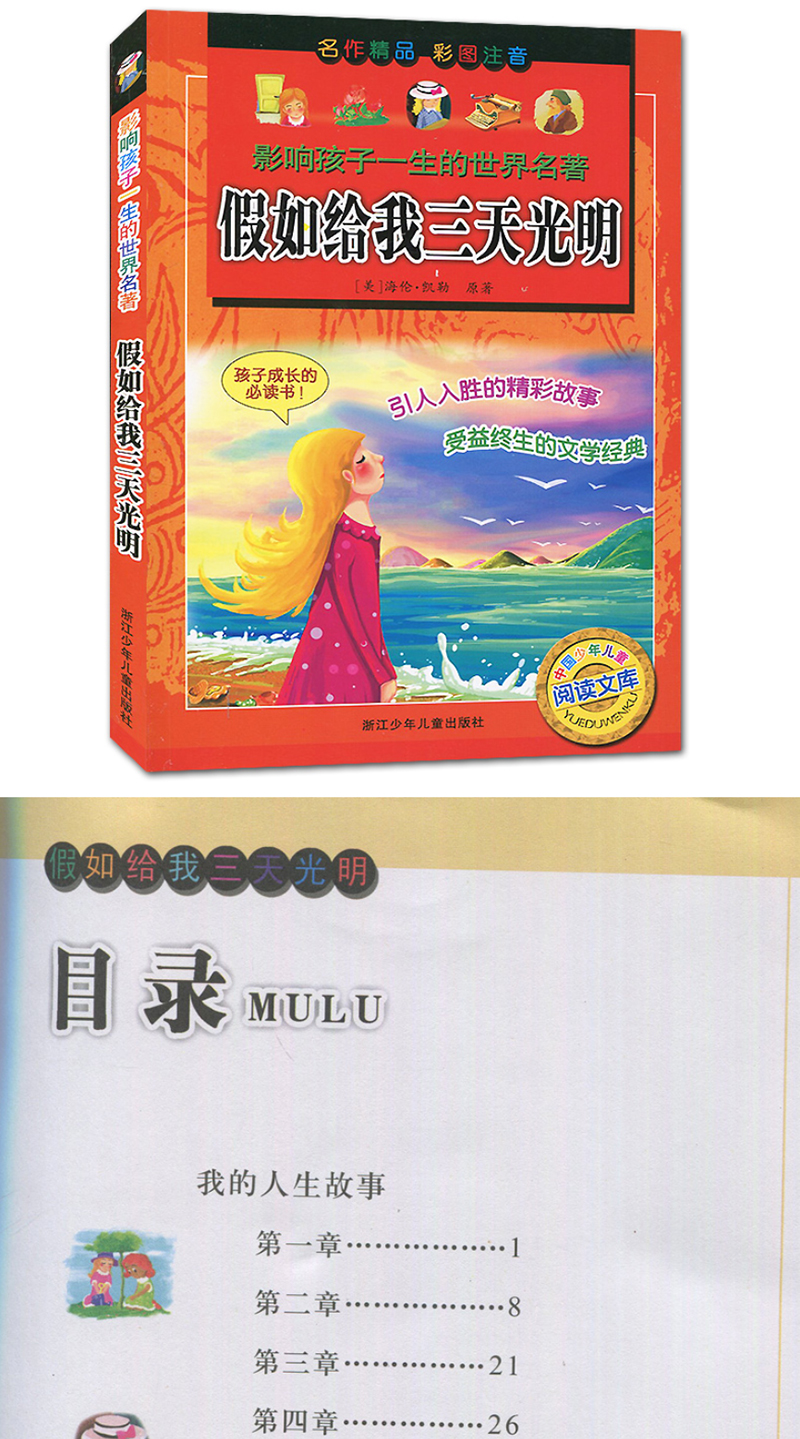 名作精品 彩图注音
影响孩子一生的世界名著
假如给我三天光明
[美]海伦·凯勒 原著
孩子成长的
必读书！
引人入胜的精彩故事
受益终生的文学经典
中国少年儿童
阅读文库
YUEDUWENKU
浙江少年儿童出版社
影响孩子一生的世界名著
假如给我三天光明
浙江少年儿童出版社
假如给我三天光明
目录 MULU
我的人生故事
第一章………………1
第二章………………8
第三章………………21
第四章………………26